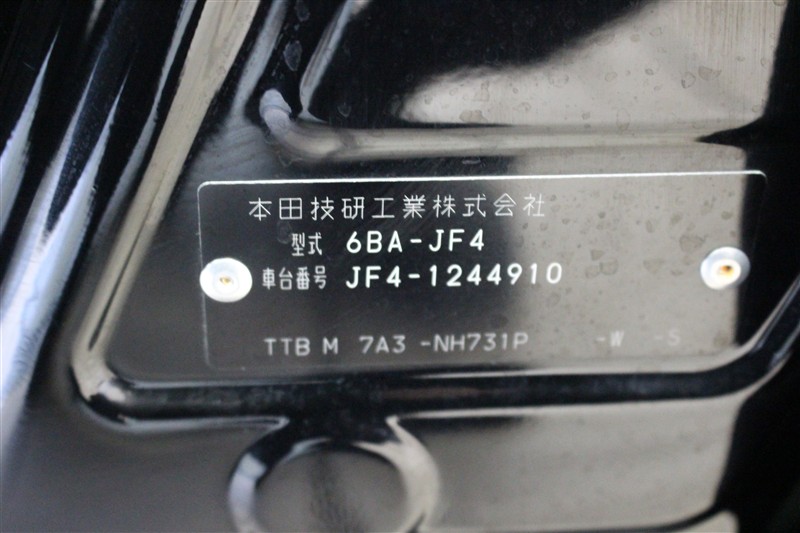 本田技研工業株式会社
型式 6BA-JF4
車台番号 JF4-1244910
TTB M 7A3 -NH731P -W -S